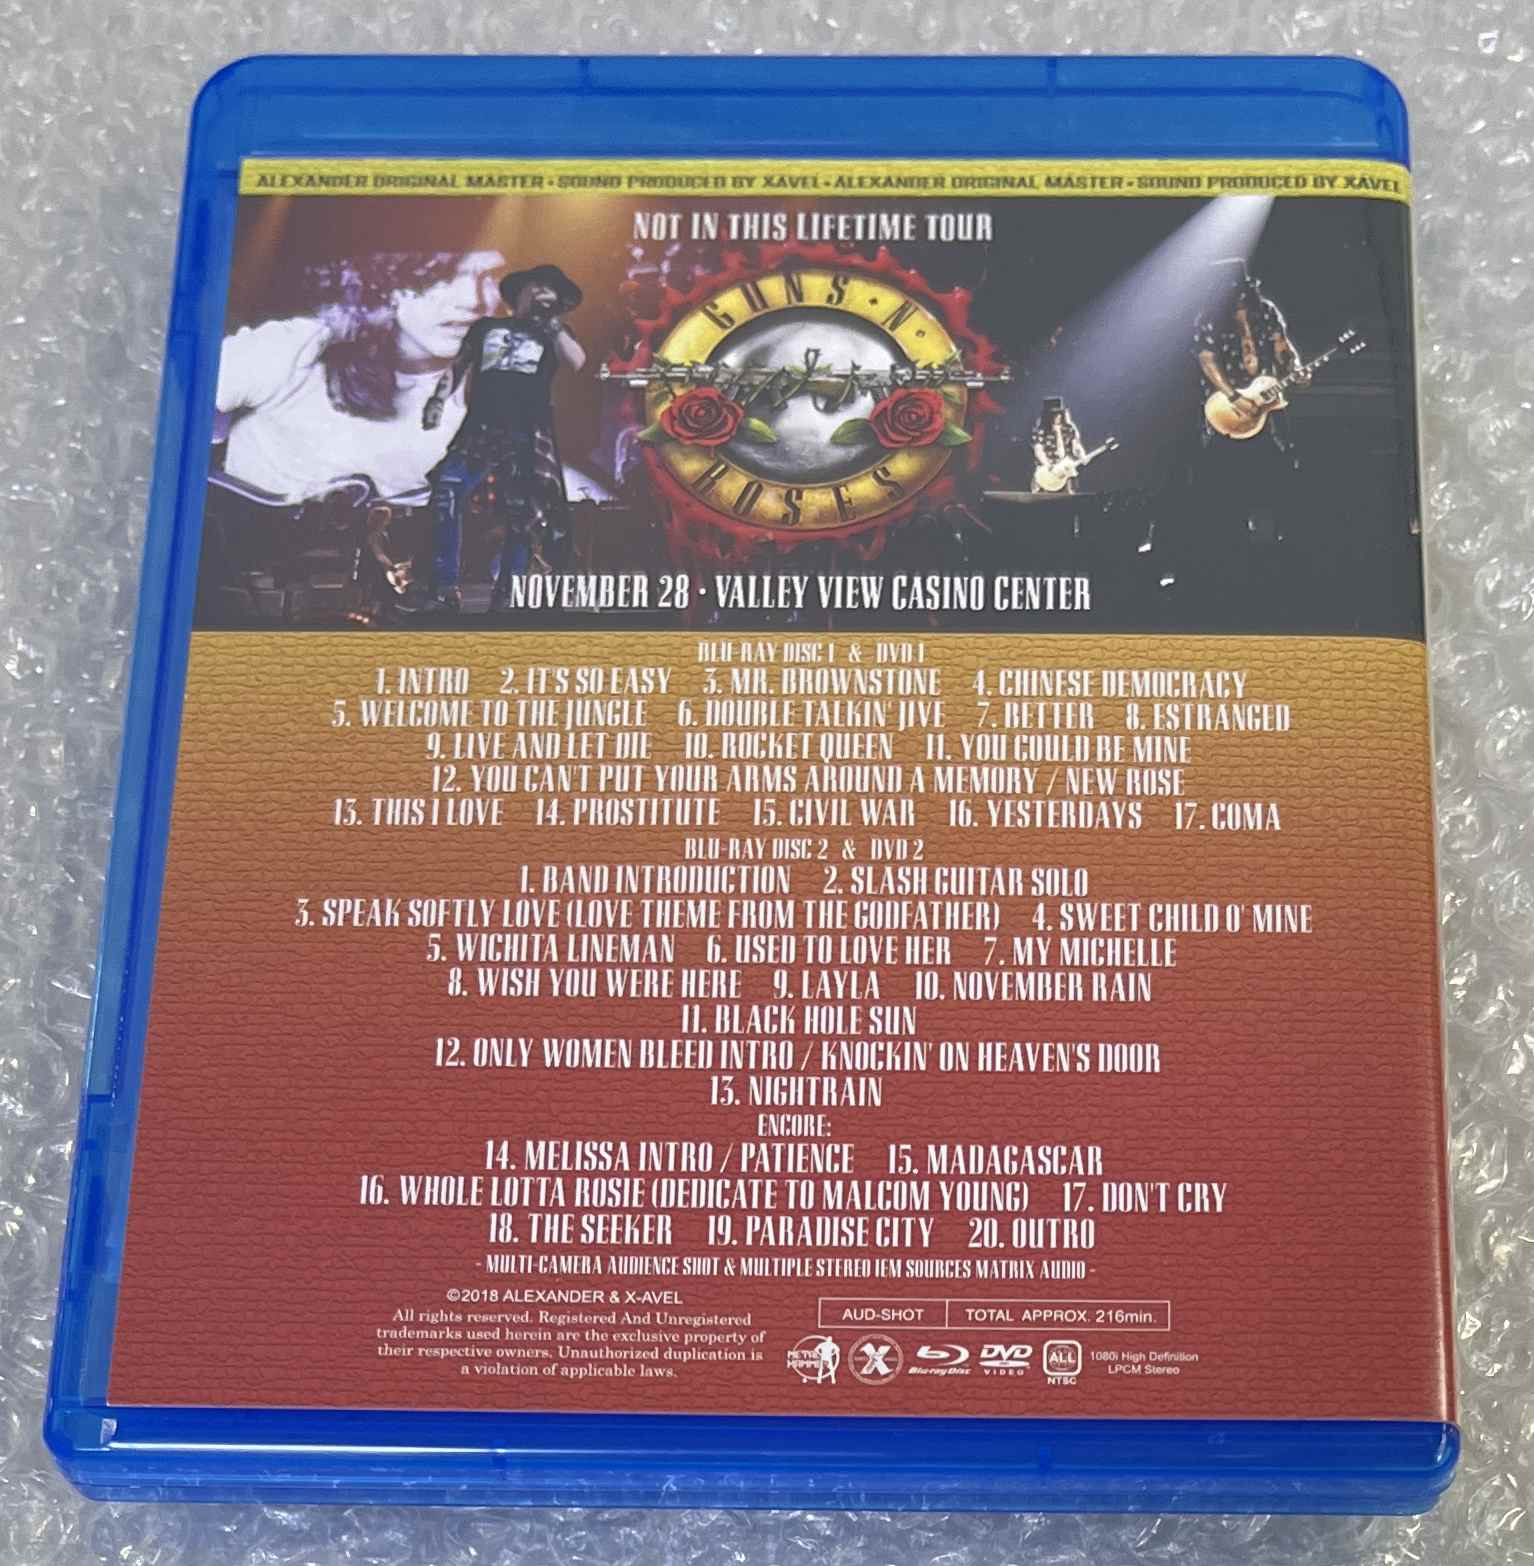 ALEXANDER ORIGINAL MASTER · SOUND PRODUCED BY XAVEL · ALEXANDER ORIGINAL MASTER · SOUND PRODUCED BY XAVEL
NOT IN THIS LIFETIME TOUR
GUNS · N ·
ROSES
NOVEMBER 28 · VALLEY VIEW CASINO CENTER
BLU-RAY DISC 1 & DVD 1
1. INTRO 2. IT'S SO EASY 3. MR. BROWNSTONE 4. CHINESE DEMOCRACY
5. WELCOME TO THE JUNGLE 6. DOUBLE TALKIN' JIVE 7. BETTER 8. ESTRANGED
9. LIVE AND LET DIE 10. ROCKET QUEEN 11. YOU COULD BE MINE
12. YOU CAN'T PUT YOUR ARMS AROUND A MEMORY / NEW ROSE
13. THIS I LOVE 14. PROSTITUTE 15. CIVIL WAR 16. YESTERDAYS 17. COMA
BLU-RAY DISC 2 & DVD 2
1. BAND INTRODUCTION 2. SLASH GUITAR SOLO
3. SPEAK SOFTLY LOVE (LOVE THEME FROM THE GODFATHER) 4. SWEET CHILD O' MINE
5. WICHITA LINEMAN 6. USED TO LOVE HER 7. MY MICHELLE
8. WISH YOU WERE HERE 9. LAYLA 10. NOVEMBER RAIN
11. BLACK HOLE SUN
12. ONLY WOMEN BLEED INTRO / KNOCKIN' ON HEAVEN'S DOOR
13. NIGHTRAIN
ENCORE:
14. MELISSA INTRO / PATIENCE 15. MADAGASCAR
16. WHOLE LOTTA ROSIE (DEDICATE TO MALCOM YOUNG) 17. DON'T CRY
18. THE SEEKER 19. PARADISE CITY 20. OUTRO
- MULTI-CAMERA AUDIENCE SHOT & MULTIPLE STEREO IEM SOURCES MATRIX AUDIO -
©2018 ALEXANDER & X-AVEL
All rights reserved. Registered And Unregistered
trademarks used herein are the exclusive property of
their respective owners. Unauthorized duplication is
a violation of applicable laws.
AUD-SHOT TOTAL APPROX. 216min.
METAL HAMMER X Blu-ray Disc DVD VIDEO ALL NTSC
1080i High Definition
LPCM Stereo